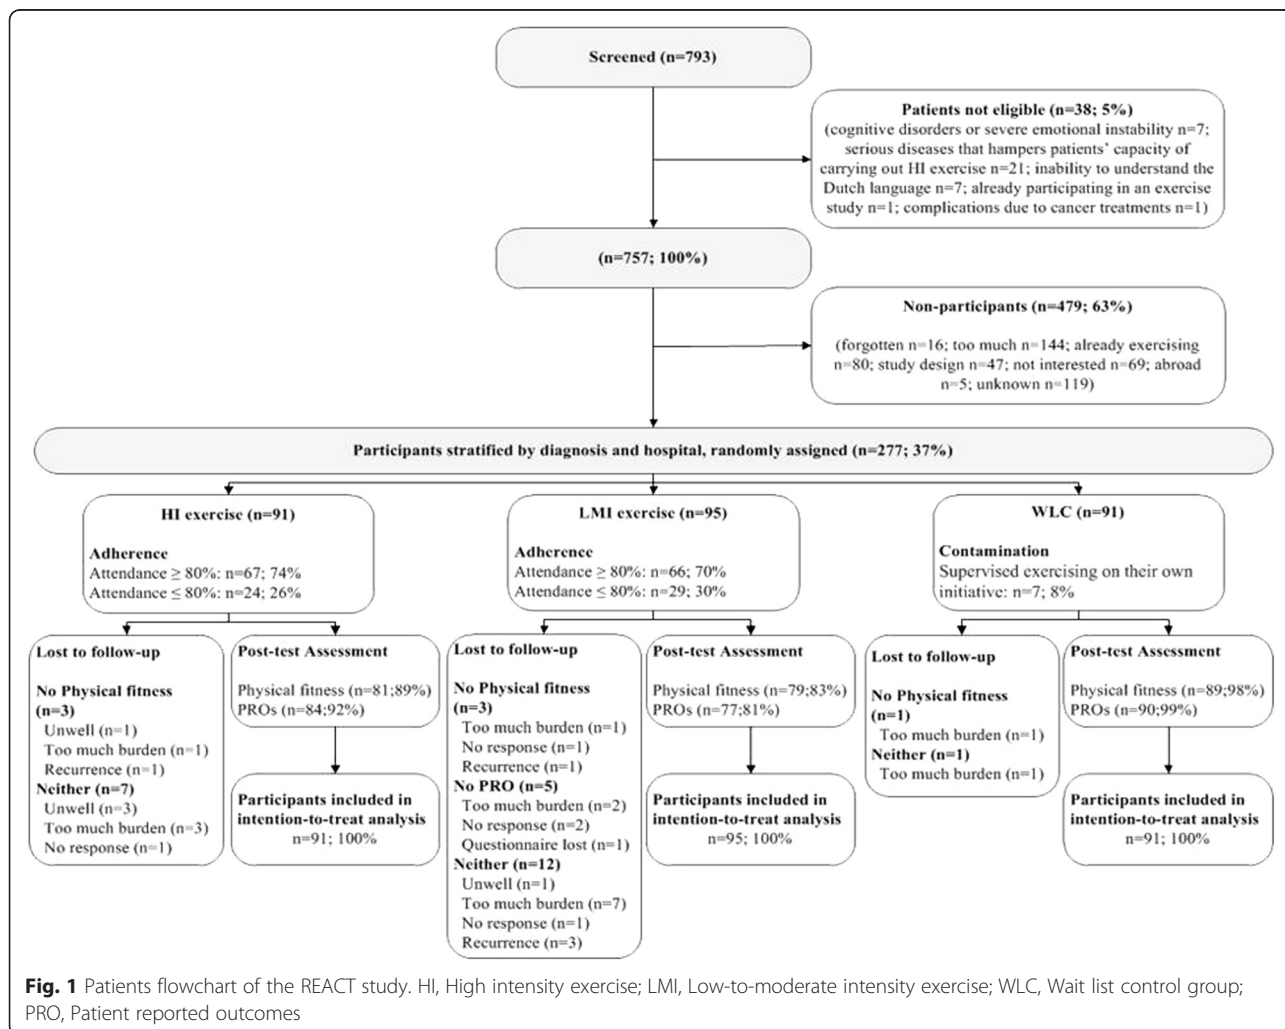 Screened (n=793)
Patients not eligible (n=38; 5%)
(cognitive disorders or severe emotional instability n=7;
serious diseases that hampers patients' capacity of
carrying out HI exercise n=21; inability to understand the
Dutch language n=7; already participating in an exercise
study n=1; complications due to cancer treatments n=1)
(n=757; 100%)
Non-participants (n=479; 63%)
(forgotten n=16; too much n=144; already exercising
n=80; study design n=47; not interested n=69; abroad
n=5; unknown n=119)
Participants stratified by diagnosis and hospital, randomly assigned (n=277; 37%)
HI exercise (n=91)
Adherence
Attendance ≥ 80%: n=67; 74%
Attendance ≤ 80%: n=24; 26%
LMI exercise (n=95)
Adherence
Attendance ≥ 80%: n=66; 70%
Attendance ≤ 80%: n=29; 30%
WLC (n=91)
Contamination
Supervised exercising on their own
initiative: n=7; 8%
Lost to follow-up
No Physical fitness
(n=3)
Unwell (n=1)
Too much burden (n=1)
Recurrence (n=1)
Neither (n=7)
Unwell (n=3)
Too much burden (n=3)
No response (n=1)
Post-test Assessment
Physical fitness (n=81;89%)
PROs (n=84;92%)
Participants included in
intention-to-treat analysis
n=91; 100%
Lost to follow-up
No Physical fitness
(n=3)
Too much burden (n=1)
No response (n=1)
Recurrence (n=1)
No PRO (n=5)
Too much burden (n=2)
No response (n=2)
Questionnaire lost (n=1)
Neither (n=12)
Unwell (n=1)
Too much burden (n=7)
No response (n=1)
Recurrence (n=3)
Post-test Assessment
Physical fitness (n=79;83%)
PROs (n=77;81%)
Participants included in
intention-to-treat analysis
n=95; 100%
Lost to follow-up
No Physical fitness
(n=1)
Too much burden (n=1)
Neither (n=1)
Too much burden (n=1)
Post-test Assessment
Physical fitness (n=89;98%)
PROs (n=90;99%)
Participants included in
intention-to-treat analysis
n=91; 100%
Fig. 1 Patients flowchart of the REACT study. HI, High intensity exercise; LMI, Low-to-moderate intensity exercise; WLC, Wait list control group;
PRO, Patient reported outcomes